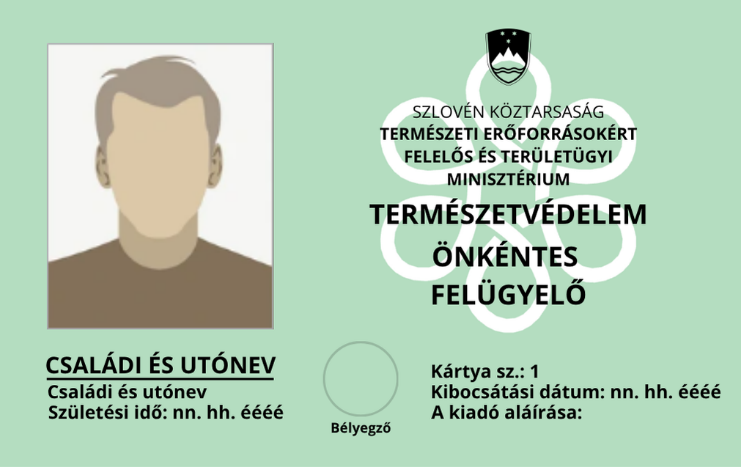 SZLOVÉN KÖZTARSASÁG
TERMÉSZETI ERŐFORRÁSOKÉRT
FELELŐS ÉS TERÜLETÜGYI
MINISZTÉRIUM
TERMÉSZETVÉDELEM
ÖNKÉNTES
FELÜGYELŐ
CSALÁDI ÉS UTÓNEV
Családi és utónev
Születési idő: nn. hh. éééé
Bélyegző
Kártya sz.: 1
Kibocsátási dátum: nn. hh. éééé
A kiadó aláírása: